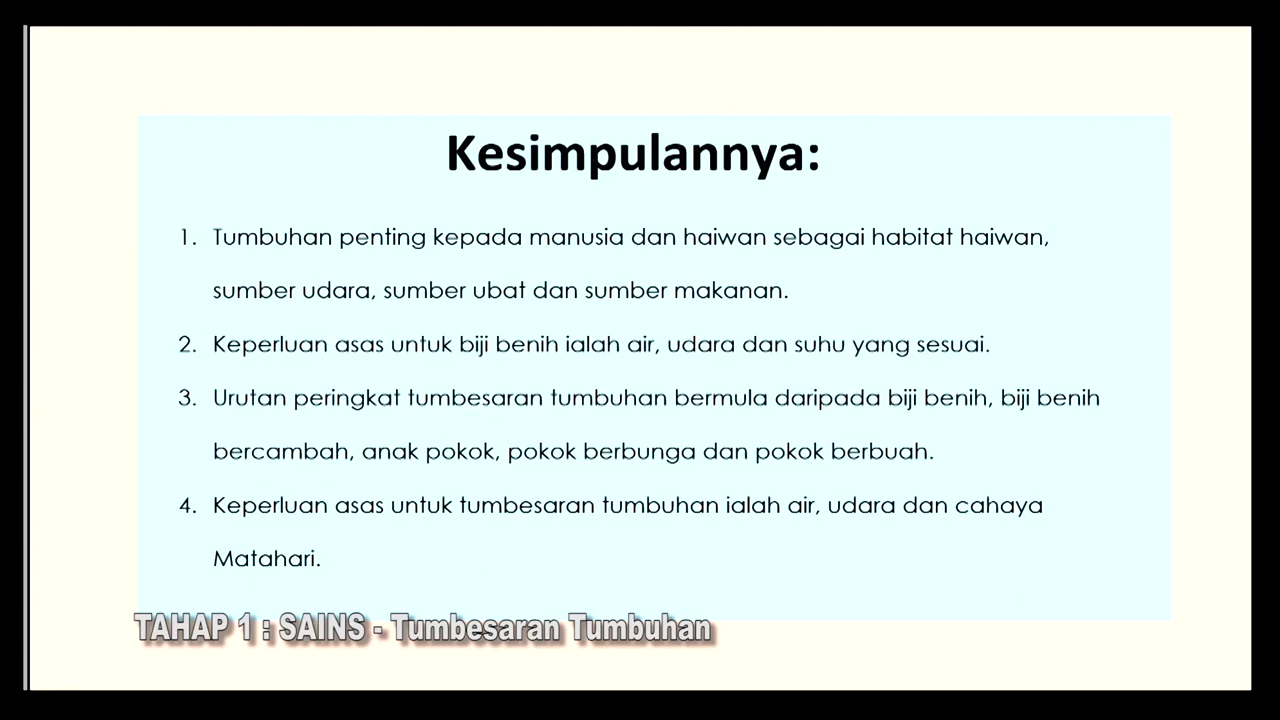 Kesimpulannya:
1. Tumbuhan penting kepada manusia dan haiwan sebagai habitat haiwan,
sumber udara, sumber ubat dan sumber makanan.
2. Keperluan asas untuk biji benih ialah air, udara dan suhu yang sesuai.
3. Urutan peringkat tumbesaran tumbuhan bermula daripada biji benih, biji benih
bercambah, anak pokok, pokok berbunga dan pokok berbuah.
4. Keperluan asas untuk tumbesaran tumbuhan ialah air, udara dan cahaya
Matahari.
TAHAP 1 : SAINS - Tumbesaran Tumbuhan